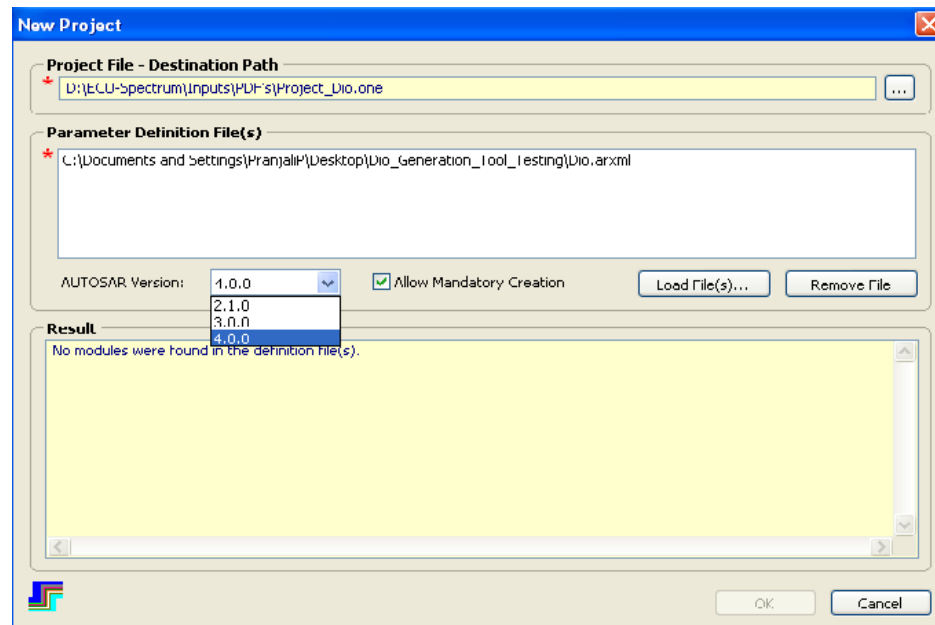 New Project
Project File - Destination Path
* D:\ECU-Spectrum\Inputs\PDF's\Project_Dio.one
...
Parameter Definition File(s)
* C:\Documents and Settings\PranjaliP\Desktop\Dio_Generation_Tool_Testing\Dio.arxml
AUTOSAR Version: 4.0.0 Allow Mandatory Creation Load File(s)... Remove File
2.1.0
3.0.0
4.0.0
Result
No modules were found in the definition file(s).
OK Cancel